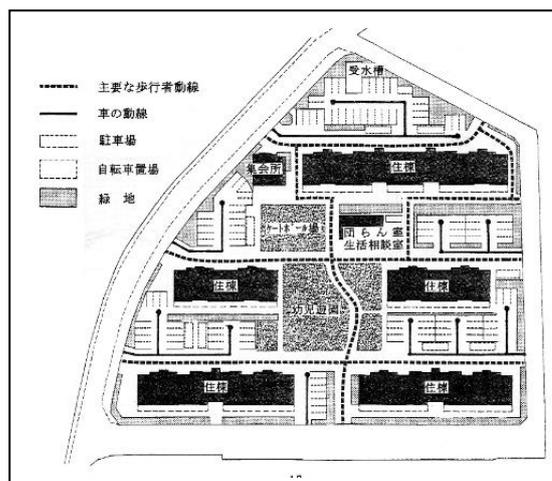 主要な歩行者動線
車の動線
駐車場
自転車置場
緑地
受水槽
集会所
住棟
ゲートボール場
団らん室
生活相談室
住棟
住棟
幼児遊園
住棟
住棟